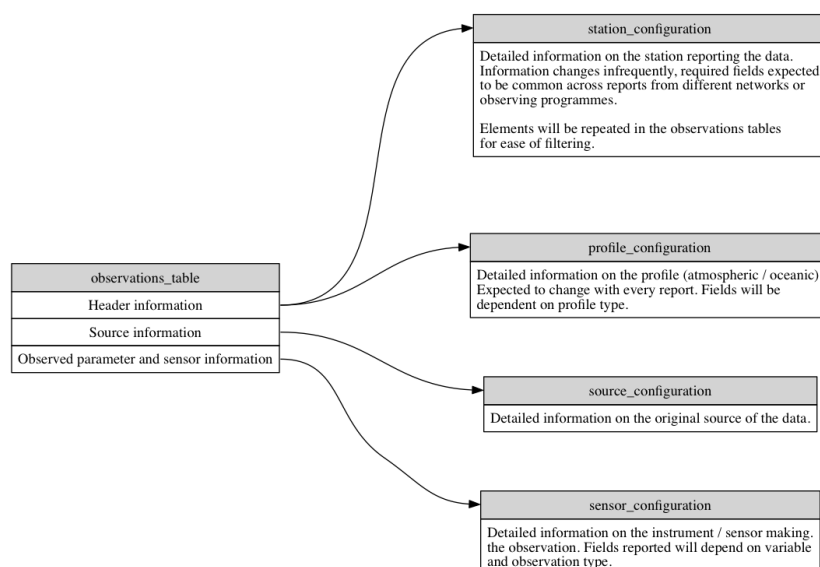 station_configuration
Detailed information on the station reporting the data.
Information changes infrequently, required fields expected
to be common across reports from different networks or
observing programmes.
Elements will be repeated in the observations tables
for ease of filtering.
profile_configuration
Detailed information on the profile (atmospheric / oceanic)
Expected to change with every report. Fields will be
dependent on profile type.
observations_table
Header information
Source information
Observed parameter and sensor information
source_configuration
Detailed information on the original source of the data.
sensor_configuration
Detailed information on the instrument / sensor making.
the observation. Fields reported will depend on variable
and observation type.